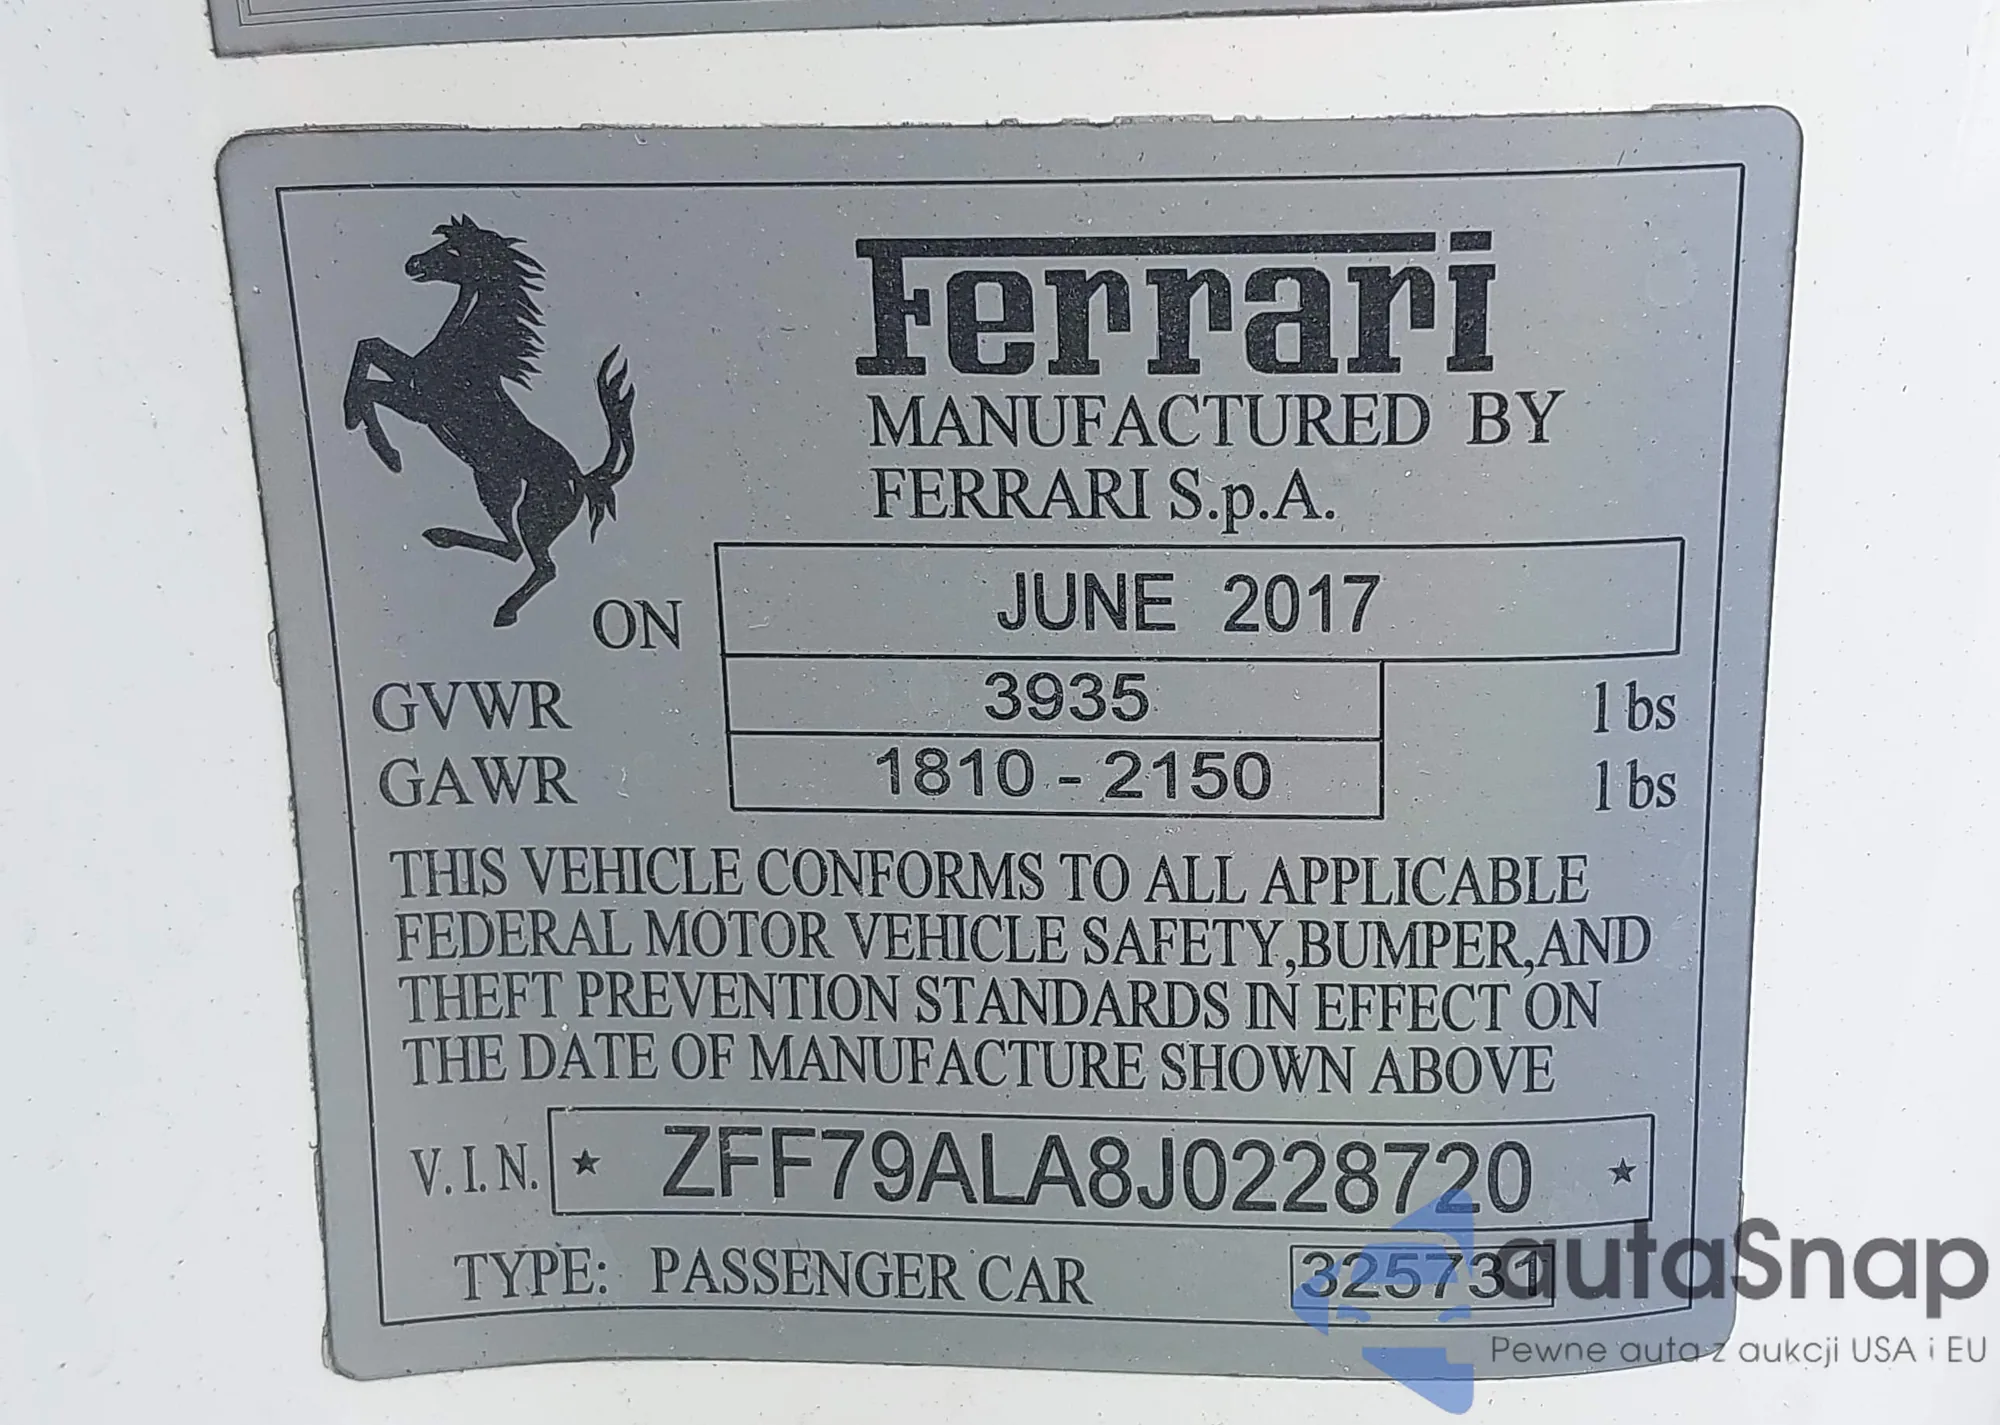 Ferrari
MANUFACTURED BY
FERRARI S.p.A.
ON JUNE 2017
GVWR 3935 lbs
GAWR 1810 - 2150 lbs
THIS VEHICLE CONFORMS TO ALL APPLICABLE
FEDERAL MOTOR VEHICLE SAFETY,BUMPER,AND
THEFT PREVENTION STANDARDS IN EFFECT ON
THE DATE OF MANUFACTURE SHOWN ABOVE
V.I.N. ★ ZFF79ALA8J0228720 ★
TYPE: PASSENGER CAR 325731
autaSnap
Pewne auta z aukcji USA i EU